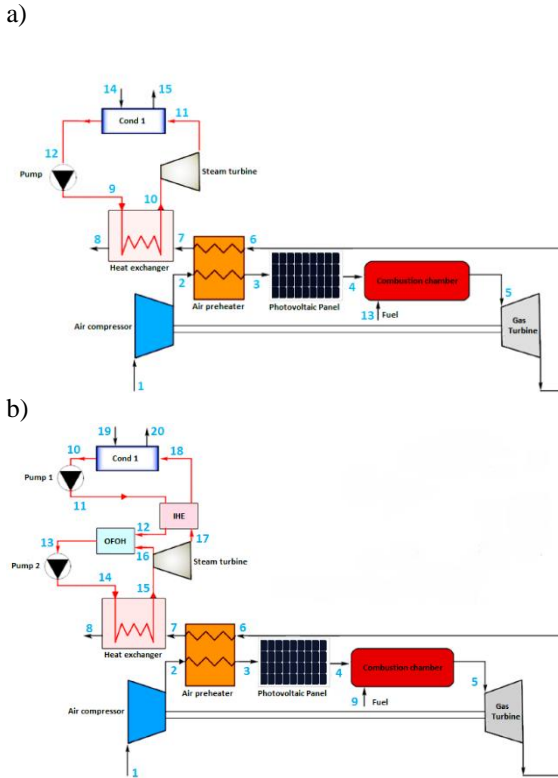 a)
14 15
11
Cond 1
12
Steam turbine
Pump
9 10
8 7 6
Heat exchanger
2 3 4 5
Combustion chamber
Air preheater Photovoltaic Panel
13 Fuel
Air compressor
Gas
Turbine
1
b)
19 20
10 18
Cond 1
Pump 1
11
IHE
12
17
OFOH
13
16
Steam turbine
Pump 2
14 15
8 7 6
Heat exchanger
2 3 4 5
Combustion chamber
Air preheater Photovoltaic Panel
9 Fuel
Air compressor
Gas
Turbine
1